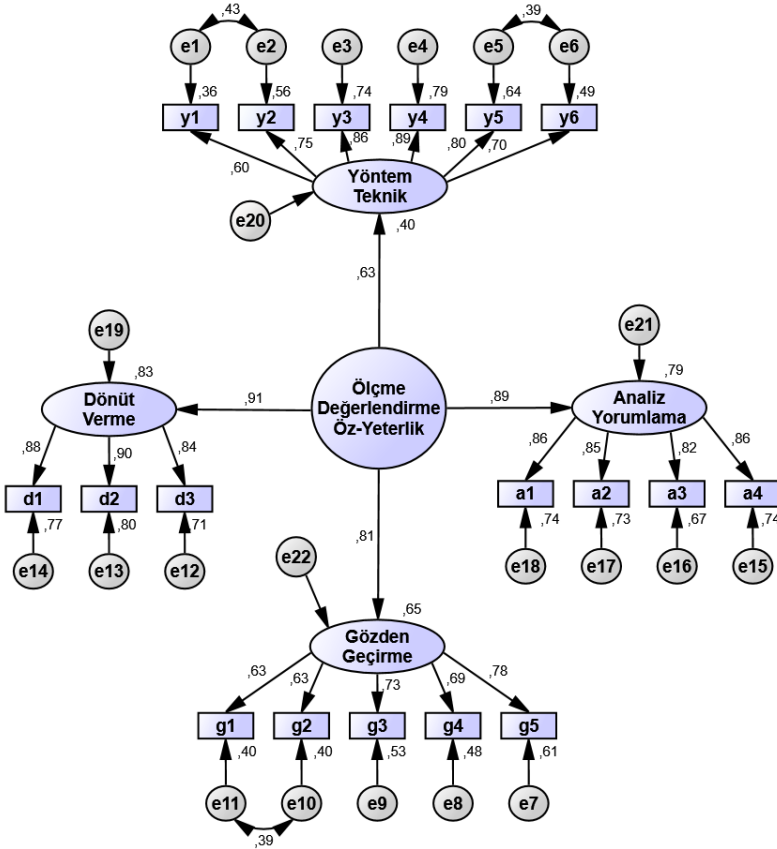 ,43 ,39
e1 e2 e3 e4 e5 e6
,36 ,56 ,74 ,79 ,64 ,49
y1 y2 y3 y4 y5 y6
,60 ,75 ,86 ,89 ,80 ,70
Yöntem
Teknik
e20
,40
,63
e19 e21
,83 ,79
Dönüt
Verme
,91
Ölçme
Değerlendirme
Öz-Yeterlik
,89
Analiz
Yorumlama
,88 ,90 ,84
,86 ,85 ,82 ,86
d1 d2 d3
a1 a2 a3 a4
,77 ,80 ,71
,74 ,73 ,67 ,74
e14 e13 e12
e18 e17 e16 e15
,81
e22
,65
Gözden
Geçirme
,63 ,63 ,73 ,69 ,78
g1 g2 g3 g4 g5
,40 ,40 ,53 ,48 ,61
e11 e10 e9 e8 e7
,39